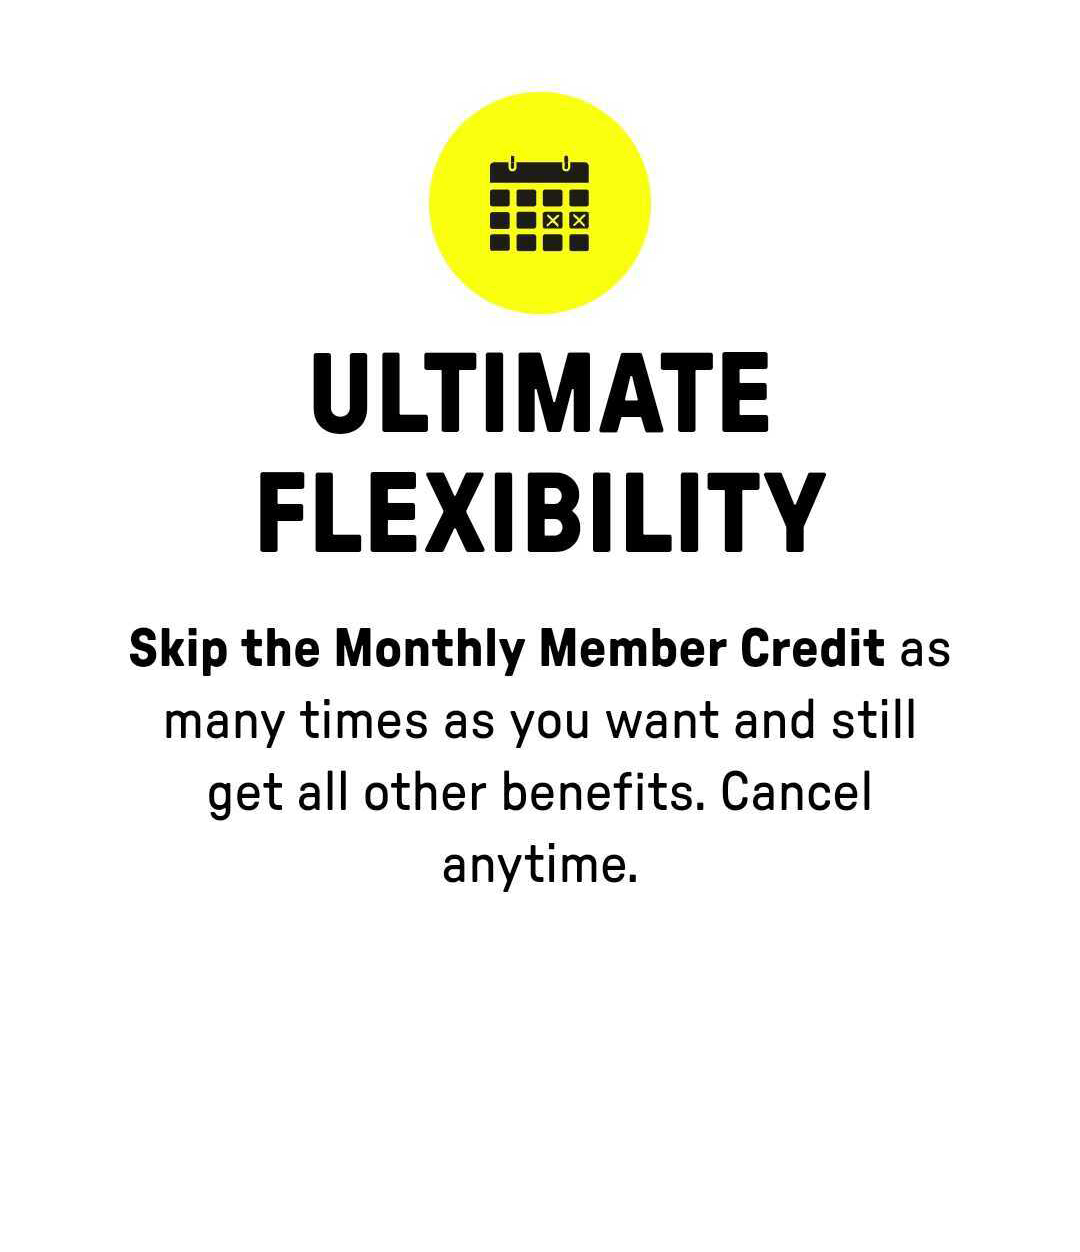 ULTIMATE
FLEXIBILITY
Skip the Monthly Member Credit as
many times as you want and still
get all other benefits. Cancel
anytime.